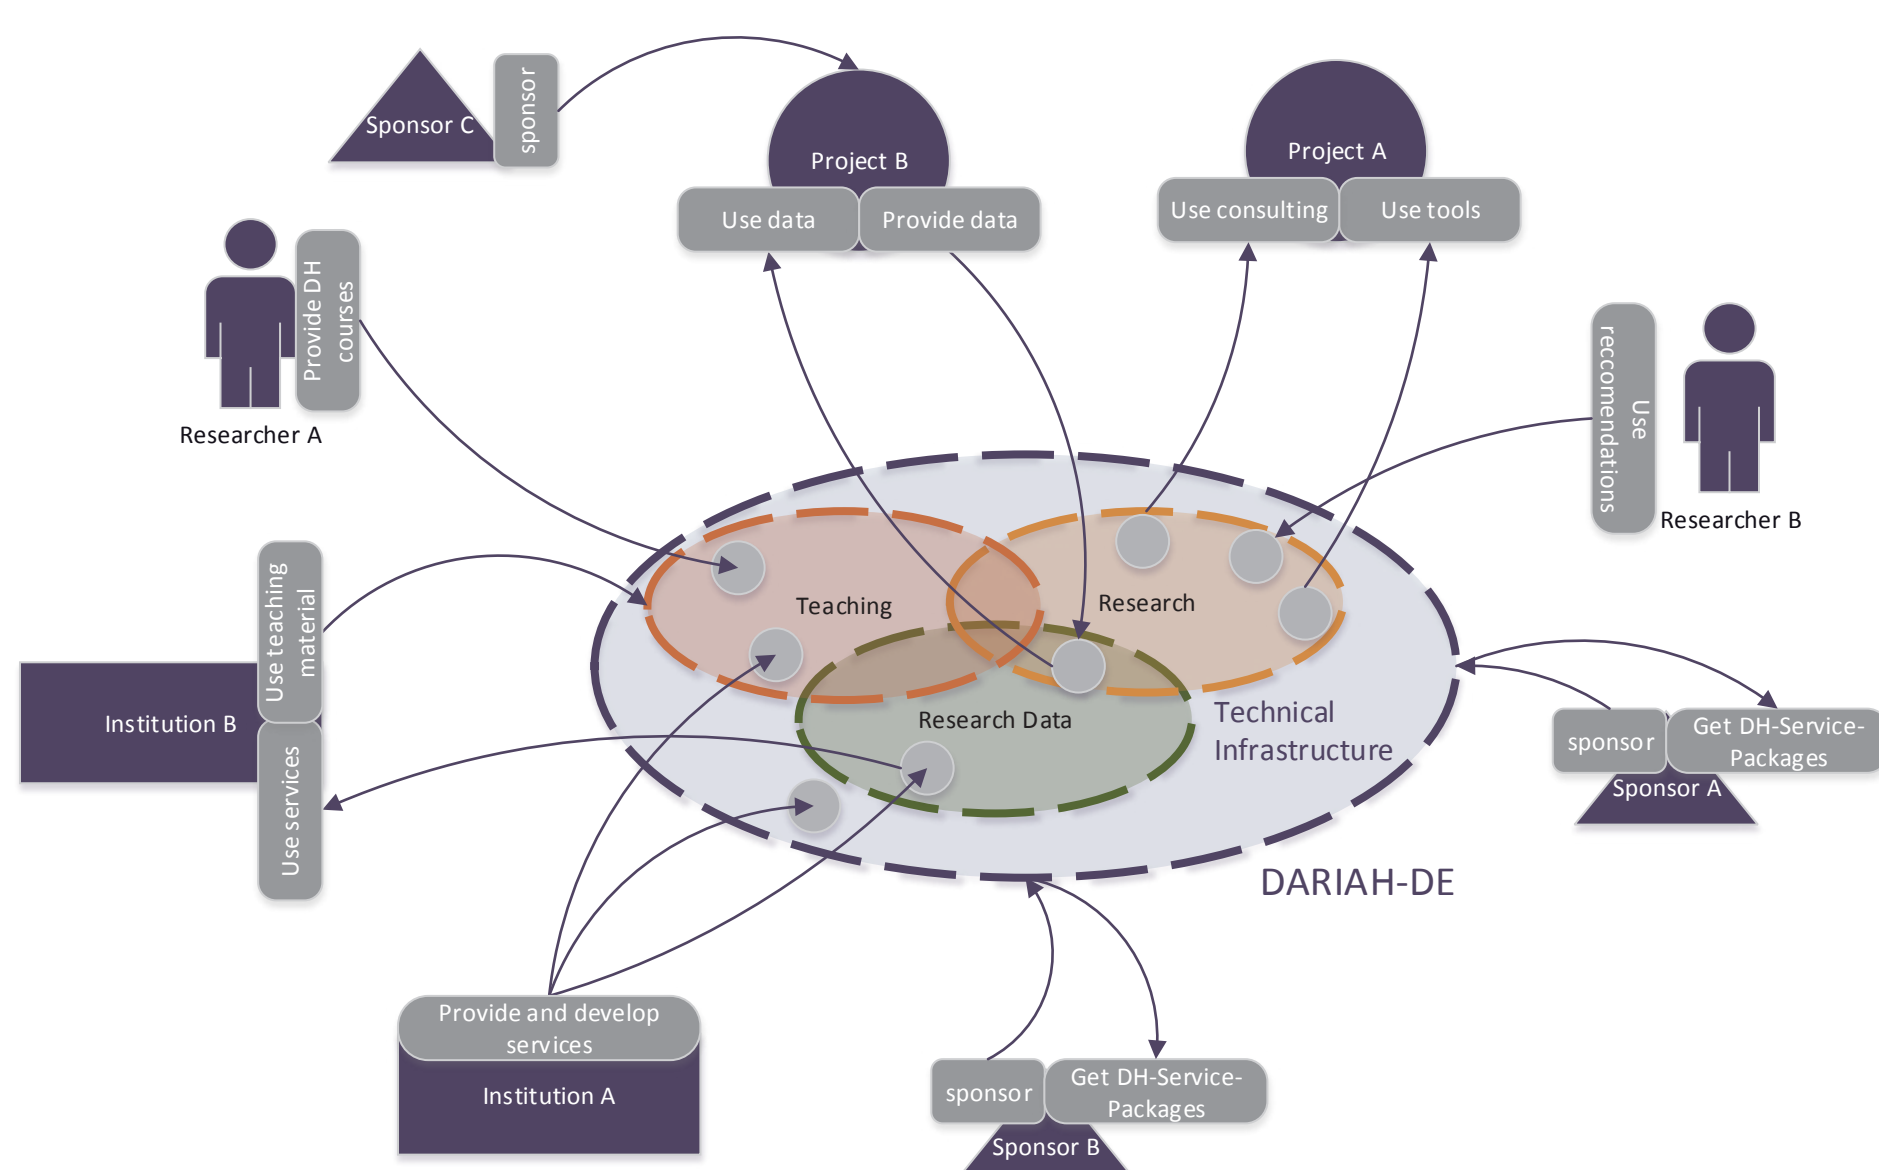 Sponsor C
sponsor
Project B
Use data
Provide data
Project A
Use consulting
Use tools
Provide DH
courses
Researcher A
Use
reccomendations
Researcher B
Use teaching
material
Institution B
Use services
Teaching
Research
Research Data
Technical
Infrastructure
DARIAH-DE
sponsor
Get DH-Service-
Packages
Sponsor A
Provide and develop
services
Institution A
sponsor
Get DH-Service-
Packages
Sponsor B